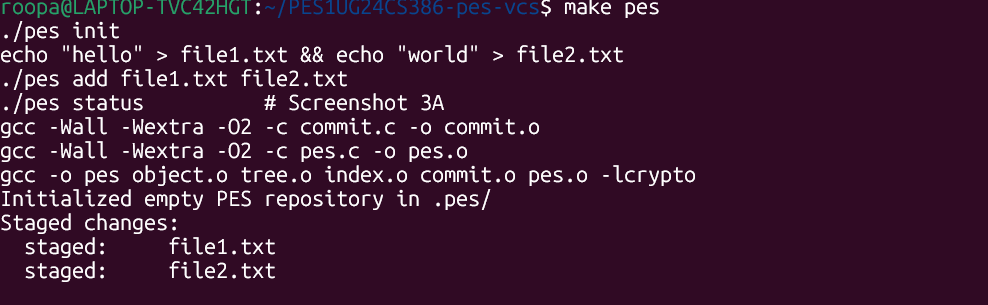 roopa@LAPTOP-TVC42HGT:~/PES1UG24CS386-pes-vcs$ make pes
./pes init
echo "hello" > file1.txt && echo "world" > file2.txt
./pes add file1.txt file2.txt
./pes status          # Screenshot 3A
gcc -Wall -Wextra -O2 -c commit.c -o commit.o
gcc -Wall -Wextra -O2 -c pes.c -o pes.o
gcc -o pes object.o tree.o index.o commit.o pes.o -lcrypto
Initialized empty PES repository in .pes/
Staged changes:
  staged:     file1.txt
  staged:     file2.txt